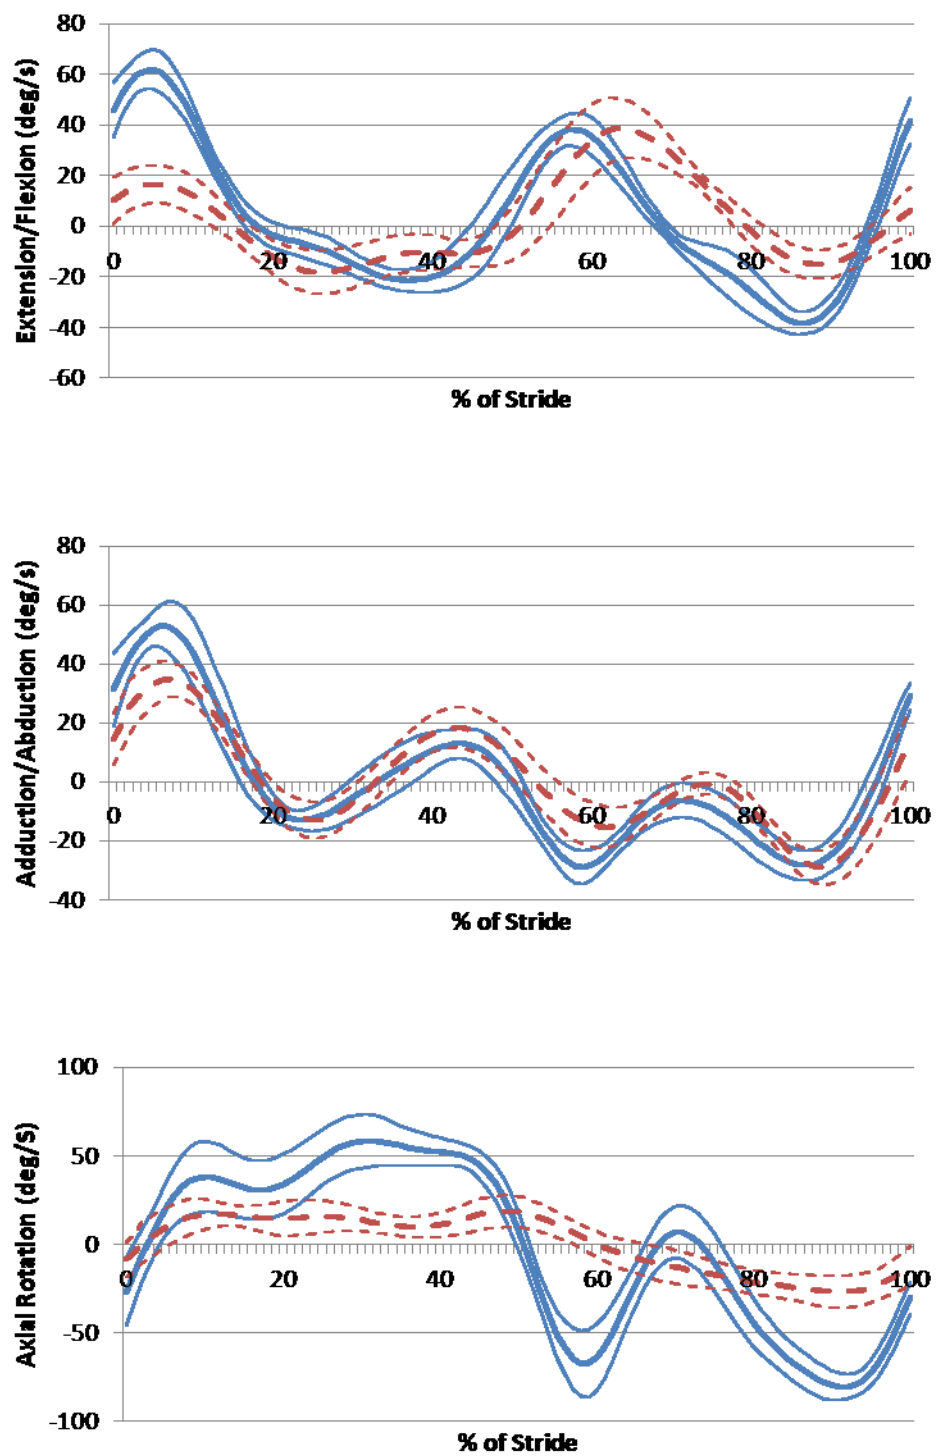 80
60
40
20
0
-20
-40
-60
Extension/Flexion (deg/s)
0 20 40 60 80 100
% of Stride
80
60
40
20
0
-20
-40
Adduction/Abduction (deg/s)
0 20 40 60 80 100
% of Stride
100
50
0
-50
-100
Axial Rotation (deg/S)
0 20 40 60 80 100
% of Stride